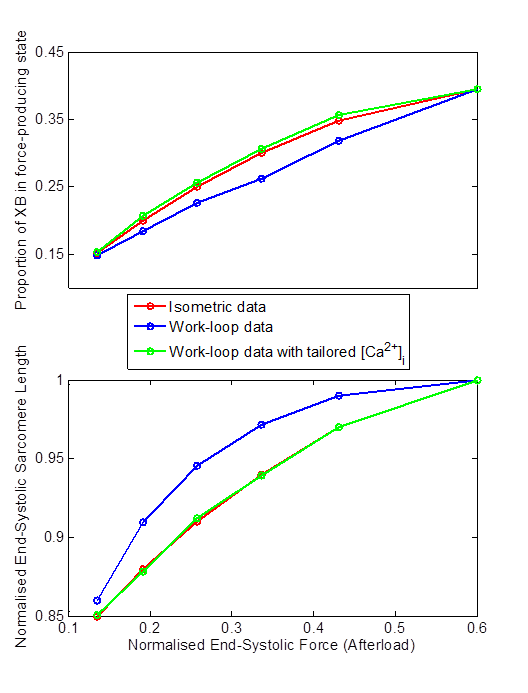 Proportion of XB in force-producing state
0.45
0.35
0.25
0.15
Isometric data
Work-loop data
Work-loop data with tailored [Ca2+]i
Normalised End-Systolic Sarcomere Length
1
0.95
0.9
0.85
0.1 0.2 0.3 0.4 0.5 0.6
Normalised End-Systolic Force (Afterload)